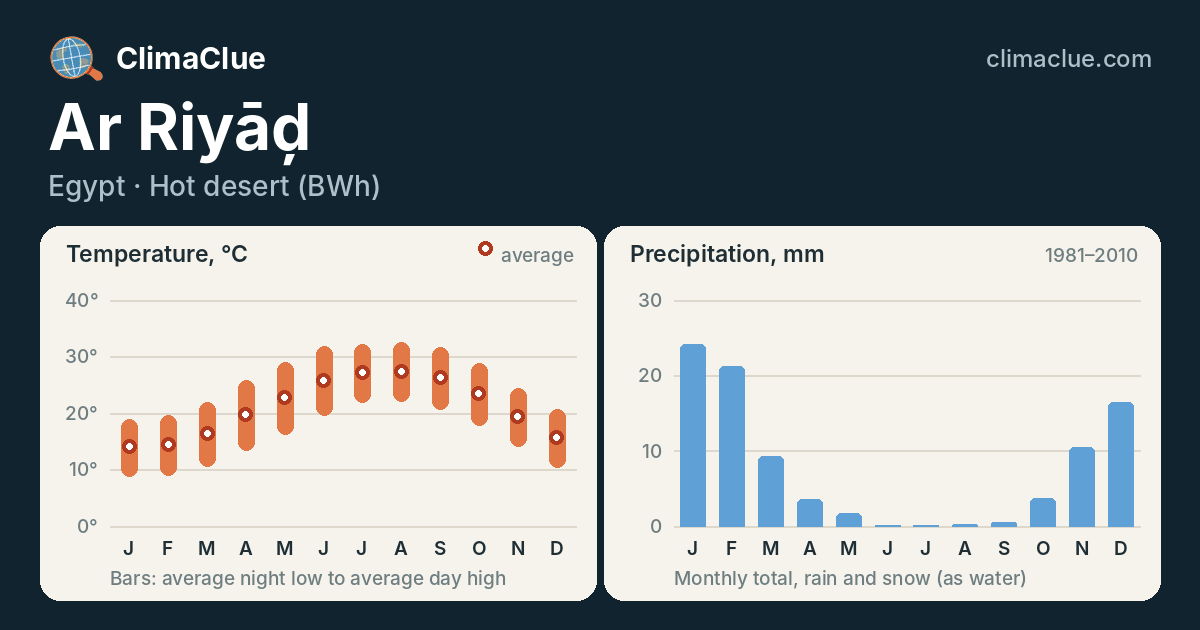 ClimaClue
climaclue.com
Ar Riyāḑ
Egypt · Hot desert (BWh)
Temperature, °C
average
40°
30°
20°
10°
0°
J F M A M J J A S O N D
Bars: average night low to average day high
Precipitation, mm
1981–2010
30
20
10
0
J F M A M J J A S O N D
Monthly total, rain and snow (as water)